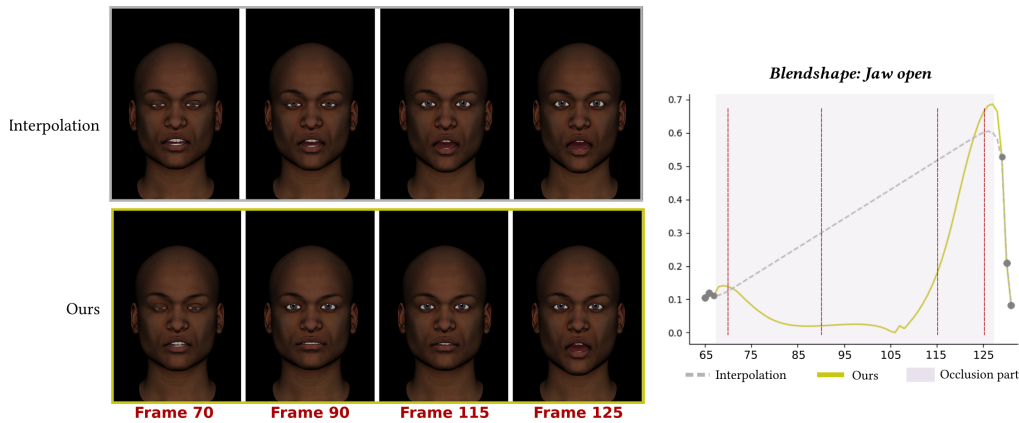 Interpolation
Ours
Frame 70
Frame 90
Frame 115
Frame 125
Blendshape: Jaw open
0.7
0.6
0.5
0.4
0.3
0.2
0.1
0.0
65 75 85 95 105 115 125
Interpolation Ours Occlusion part